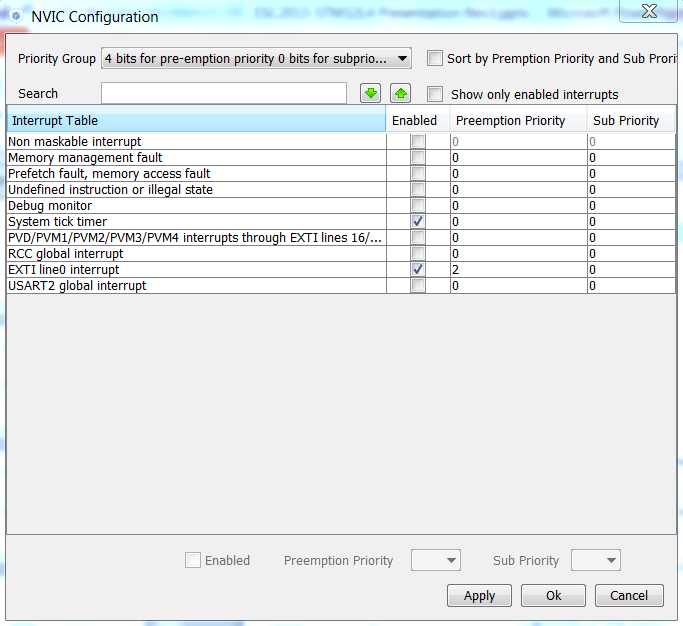 NVIC Configuration
Priority Group 4 bits for pre-emption priority 0 bits for subprio... Sort by Premption Priority and Sub Prori
Search Show only enabled interrupts
Interrupt Table Enabled Preemption Priority Sub Priority
Non maskable interrupt 0 0
Memory management fault 0 0
Prefetch fault, memory access fault 0 0
Undefined instruction or illegal state 0 0
Debug monitor 0 0
System tick timer 0 0
PVD/PVM1/PVM2/PVM3/PVM4 interrupts through EXTI lines 16/... 0 0
RCC global interrupt 0 0
EXTI line0 interrupt 2 0
USART2 global interrupt 0 0
Enabled Preemption Priority Sub Priority
Apply Ok Cancel